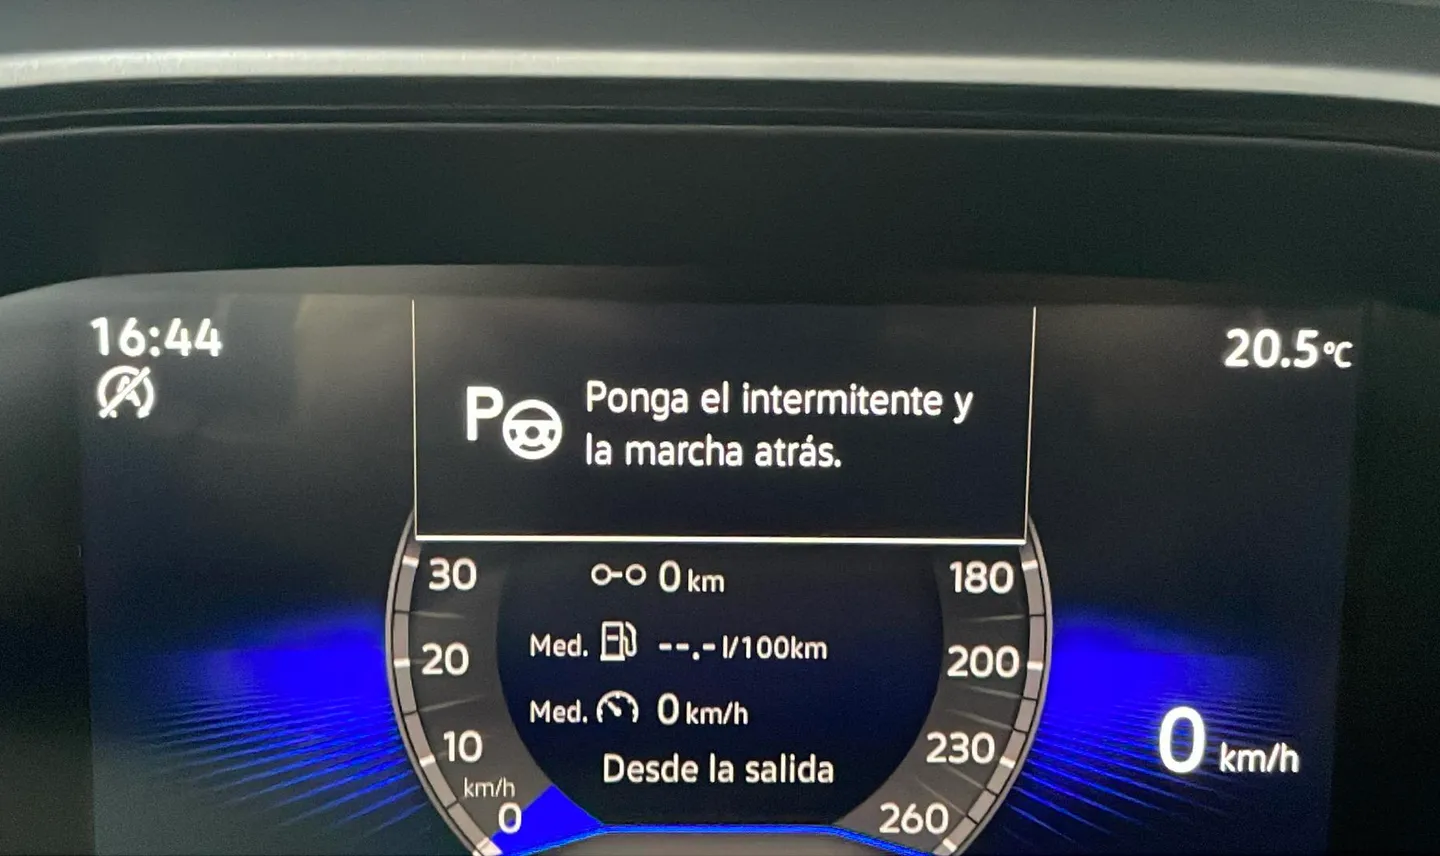 16:44
20.5°C
P
Ponga el intermitente y
la marcha atrás.
30
20
10
km/h
0
0 km
Med. --.- l/100km
Med. 0 km/h
Desde la salida
180
200
230
260
0 km/h